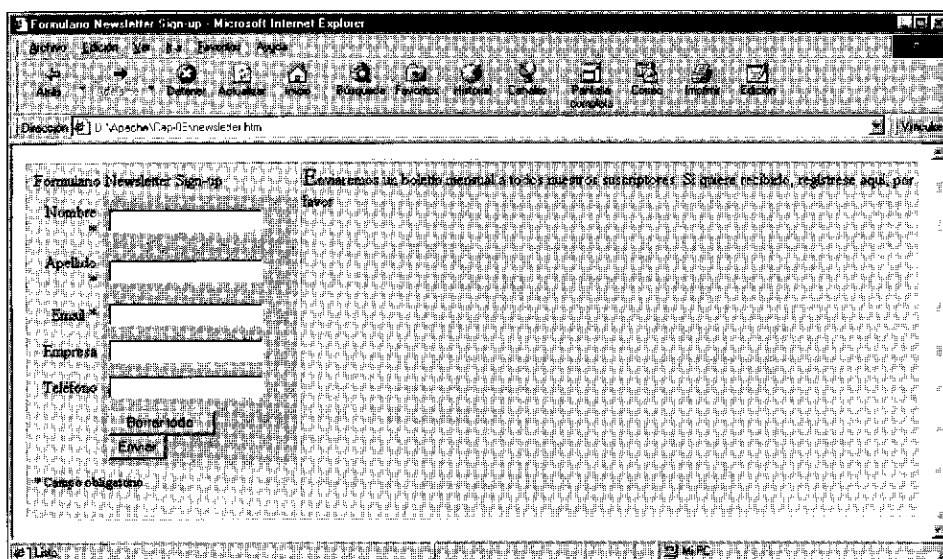 Formulario Newsletter Sign-up - Microsoft Internet Explorer
Archivo Edición Ver Ir a Favoritos Ayuda
Atrás Detener Actualizar Inicio Búsqueda Favoritos Historial Canales Pantalla completa Correo Imprimir Edición
Dirección D:\Apache\Cap-05\newsletter.htm Vínculos
Formulario Newsletter Sign-up
Enviaremos un boletín mensual a todos nuestros suscriptores. Si quiere recibirlo, regístrese aquí, por
favor
Nombre
*
Apellido
*
Email *
Empresa
Teléfono
Borrar todo
Enviar
* Campo obligatorio
Listo Mi PC